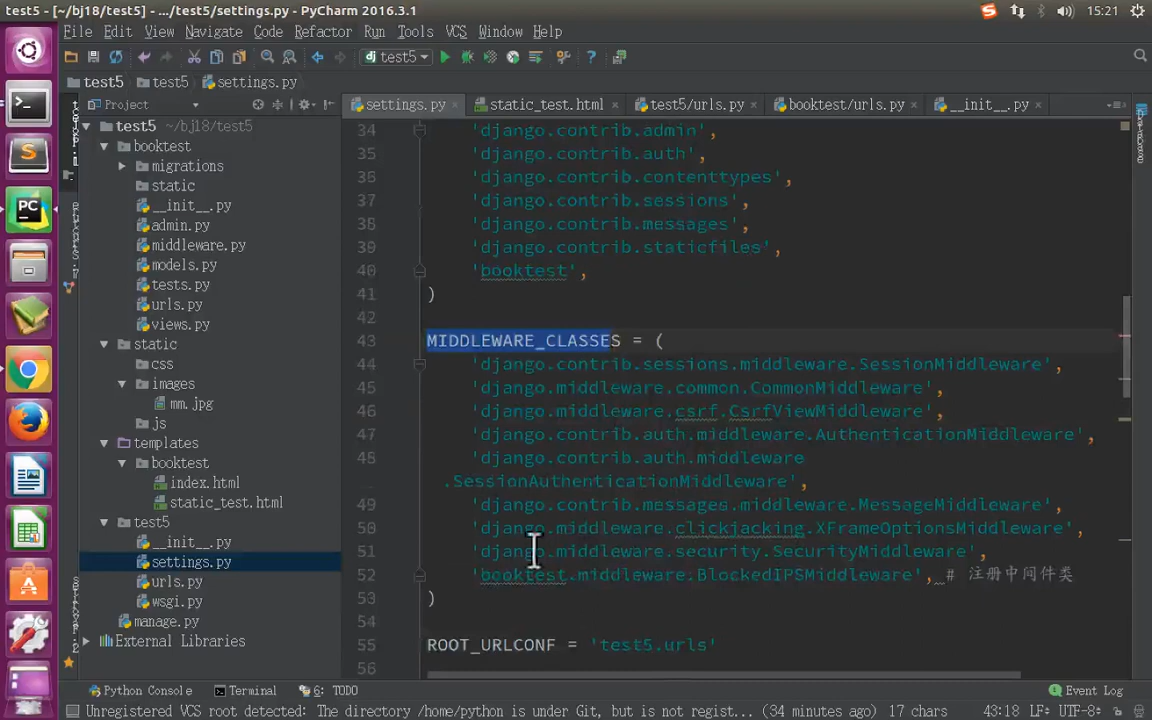 test5 - [~/bj18/test5] - .../test5/settings.py - PyCharm 2016.3.1
15:21
File Edit View Navigate Code Refactor Run Tools VCS Window Help
dj test5
test5 test5 settings.py
Project
settings.py static_test.html test5/urls.py booktest/urls.py __init__.py
test5 ~/bj18/test5
booktest
migrations
static
__init__.py
admin.py
middleware.py
models.py
tests.py
urls.py
views.py
static
css
images
mm.jpg
js
templates
booktest
index.html
static_test.html
test5
__init__.py
settings.py
urls.py
wsgi.py
manage.py
External Libraries
34 'django.contrib.admin',
35 'django.contrib.auth',
36 'django.contrib.contenttypes',
37 'django.contrib.sessions',
38 'django.contrib.messages',
39 'django.contrib.staticfiles',
40 'booktest',
41 )
42
43 MIDDLEWARE_CLASSES = (
44 'django.contrib.sessions.middleware.SessionMiddleware',
45 'django.middleware.common.CommonMiddleware',
46 'django.middleware.csrf.CsrfViewMiddleware',
47 'django.contrib.auth.middleware.AuthenticationMiddleware',
48 'django.contrib.auth.middleware
.SessionAuthenticationMiddleware',
49 'django.contrib.messages.middleware.MessageMiddleware',
50 'django.middleware.clickjacking.XFrameOptionsMiddleware',
51 'django.middleware.security.SecurityMiddleware',
52 'booktest.middleware.BlockedIPSMiddleware', # 注册中间件类
53 )
54
55 ROOT_URLCONF = 'test5.urls'
56
Python Console Terminal 6: TODO Event Log
Unregistered VCS root detected: The directory /home/python is under Git, but is not regist... (34 minutes ago) 17 chars 43:18 LF÷ UTF-8÷